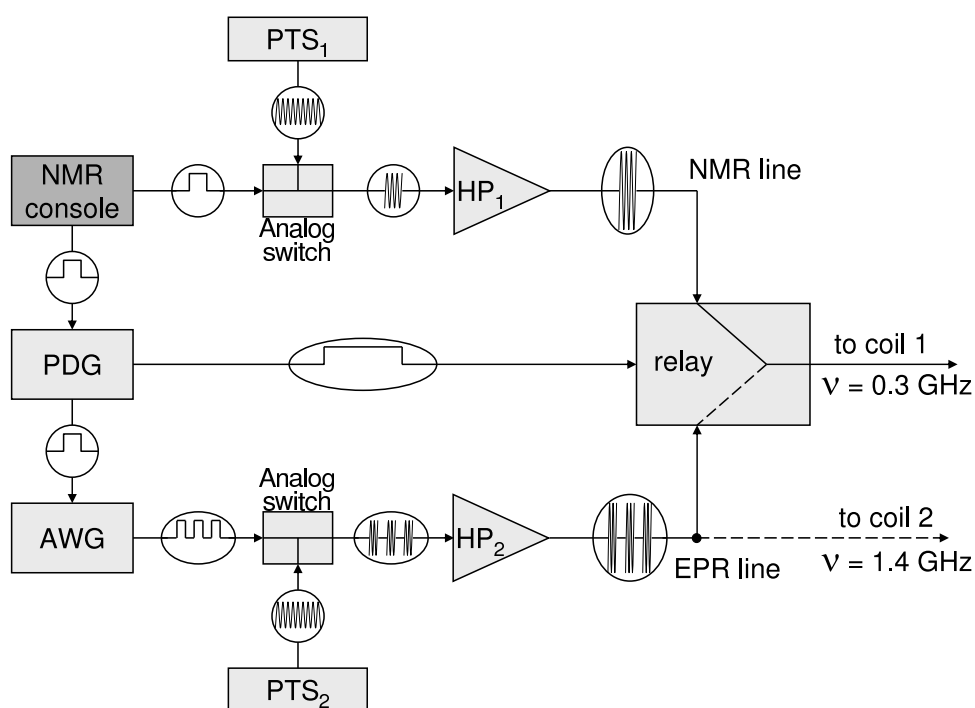 PTS₁
NMR
console
Analog
switch
HP₁
NMR line
PDG
relay
to coil 1
ν = 0.3 GHz
AWG
Analog
switch
HP₂
EPR line
to coil 2
ν = 1.4 GHz
PTS₂